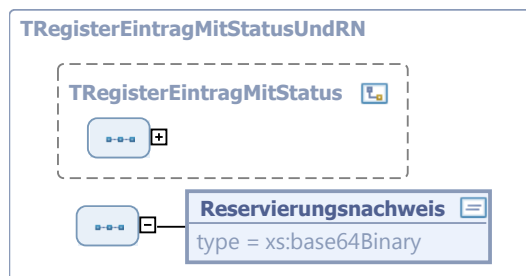 TRegisterEintragMitStatusUndRN
TRegisterEintragMitStatus
Reservierungsnachweis
type = xs:base64Binary